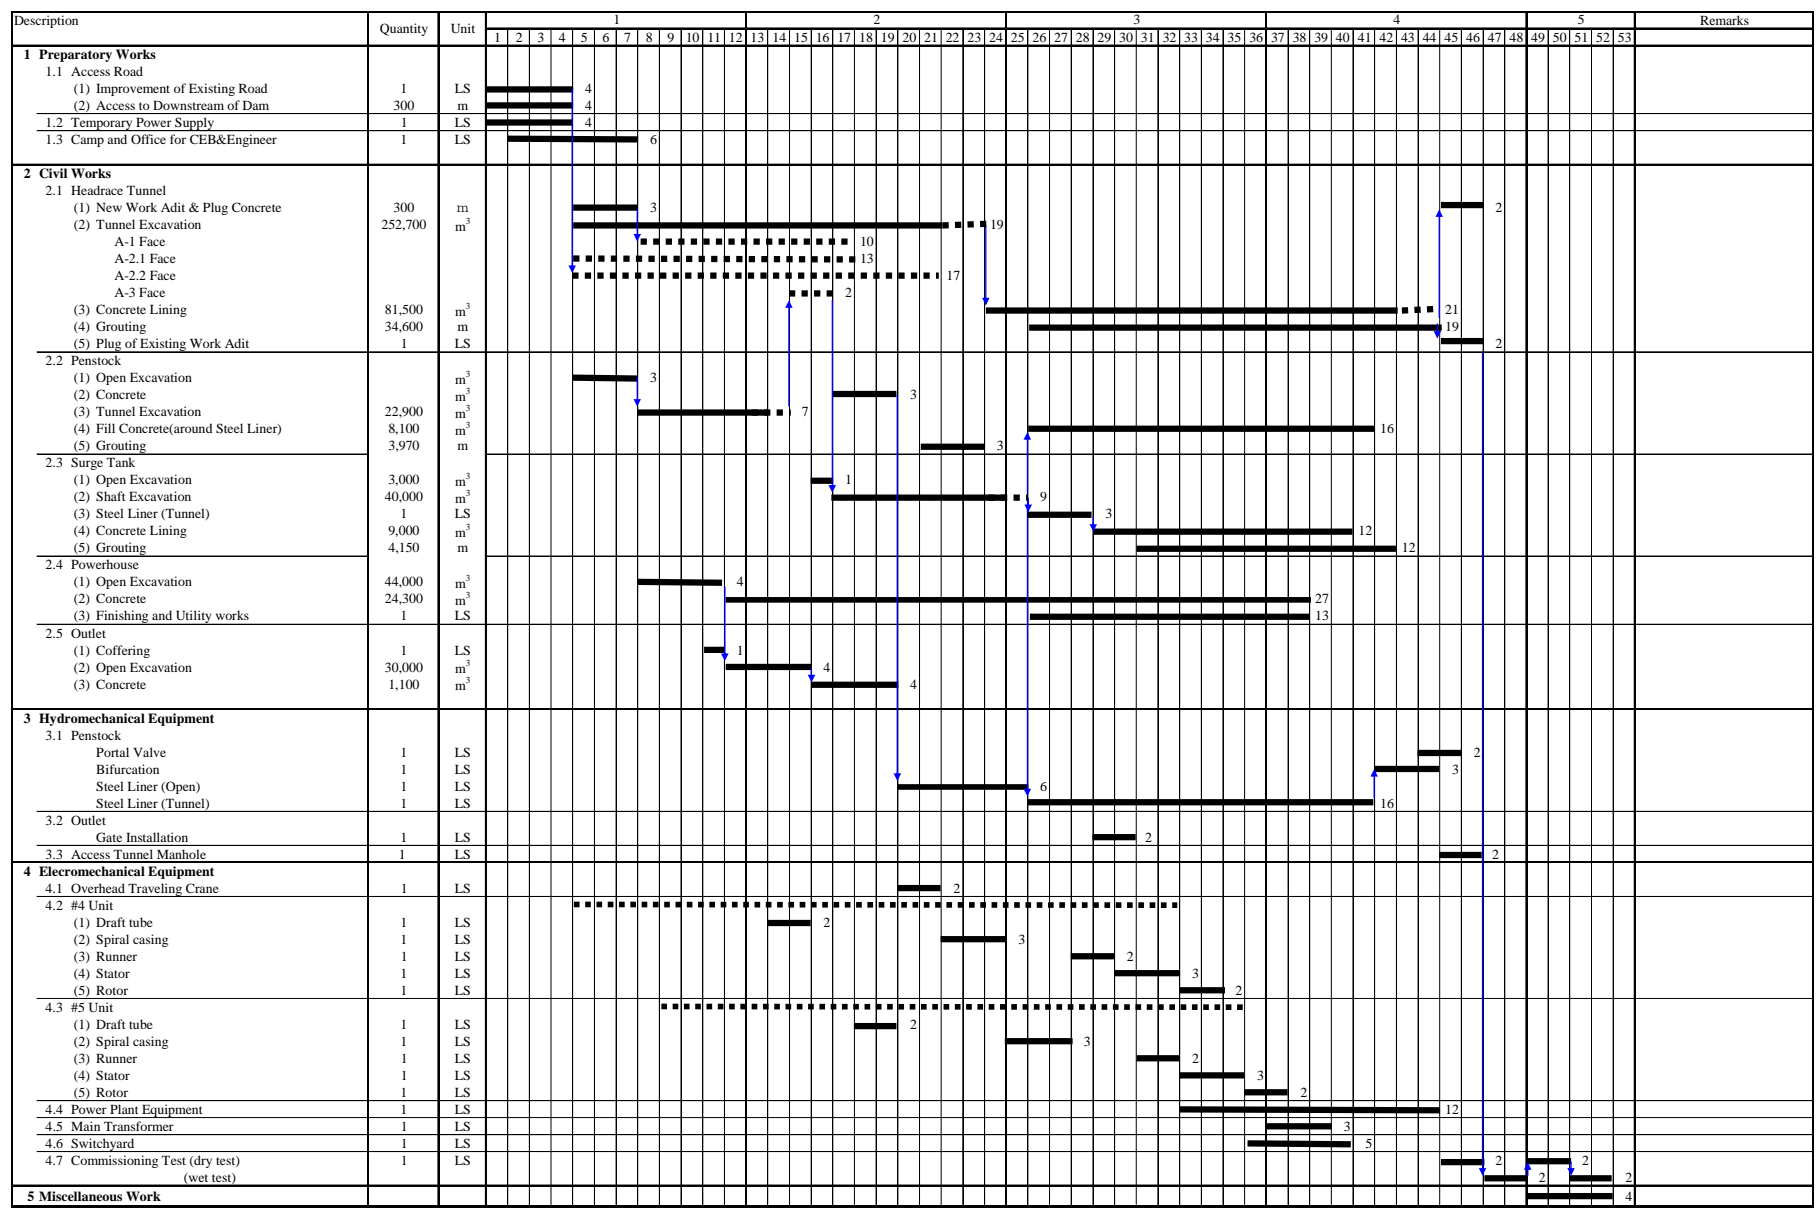 Description Quantity Unit 1 2 3 4 5 Remarks
1 2 3 4 5 6 7 8 9 10 11 12 13 14 15 16 17 18 19 20 21 22 23 24 25 26 27 28 29 30 31 32 33 34 35 36 37 38 39 40 41 42 43 44 45 46 47 48 49 50 51 52 53
1 Preparatory Works
1.1 Access Road
(1) Improvement of Existing Road 1 LS 4
(2) Access to Downstream of Dam 300 m 4
1.2 Temporary Power Supply 1 LS 4
1.3 Camp and Office for CEB&Engineer 1 LS 6
2 Civil Works
2.1 Headrace Tunnel
(1) New Work Adit & Plug Concrete 300 m 3 2
(2) Tunnel Excavation 252,700 m³ 19
A-1 Face 10
A-2.1 Face 13
A-2.2 Face 17
A-3 Face 2
(3) Concrete Lining 81,500 m³ 21
(4) Grouting 34,600 m 19
(5) Plug of Existing Work Adit 1 LS 2
2.2 Penstock
(1) Open Excavation m³ 3
(2) Concrete m³ 3
(3) Tunnel Excavation 22,900 m³ 7
(4) Fill Concrete(around Steel Liner) 8,100 m³ 16
(5) Grouting 3,970 m 3
2.3 Surge Tank
(1) Open Excavation 3,000 m³ 1
(2) Shaft Excavation 40,000 m³ 9
(3) Steel Liner (Tunnel) 1 LS 3
(4) Concrete Lining 9,000 m³ 12
(5) Grouting 4,150 m 12
2.4 Powerhouse
(1) Open Excavation 44,000 m³ 4
(2) Concrete 24,300 m³ 27
(3) Finishing and Utility works 1 LS 13
2.5 Outlet
(1) Coffering 1 LS 1
(2) Open Excavation 30,000 m³ 4
(3) Concrete 1,100 m³ 4
3 Hydromechanical Equipment
3.1 Penstock
Portal Valve 1 LS 2
Bifurcation 1 LS 3
Steel Liner (Open) 1 LS 6
Steel Liner (Tunnel) 1 LS 16
3.2 Outlet
Gate Installation 1 LS 2
3.3 Access Tunnel Manhole 1 LS 2
4 Elecromechanical Equipment
4.1 Overhead Traveling Crane 1 LS 2
4.2 #4 Unit
(1) Draft tube 1 LS 2
(2) Spiral casing 1 LS 3
(3) Runner 1 LS 2
(4) Stator 1 LS 3
(5) Rotor 1 LS 2
4.3 #5 Unit
(1) Draft tube 1 LS 2
(2) Spiral casing 1 LS 3
(3) Runner 1 LS 2
(4) Stator 1 LS 3
(5) Rotor 1 LS 2
4.4 Power Plant Equipment 1 LS 12
4.5 Main Transformer 1 LS 3
4.6 Switchyard 1 LS 5
4.7 Commissioning Test (dry test) 1 LS 2 2
(wet test) 2 2
5 Miscellaneous Work 4